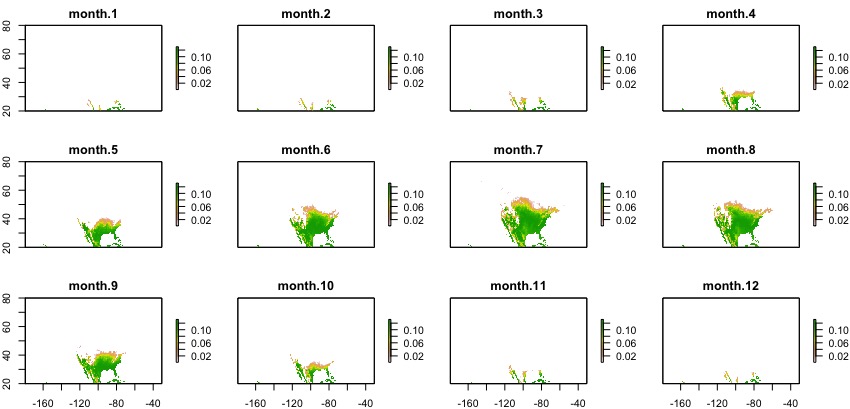 month.1 month.2 month.3 month.4
80 60 40 20 0.10 0.06 0.02 0.10 0.06 0.02 0.10 0.06 0.02 0.10 0.06 0.02
month.5 month.6 month.7 month.8
80 60 40 20 0.10 0.06 0.02 0.10 0.06 0.02 0.10 0.06 0.02 0.10 0.06 0.02
month.9 month.10 month.11 month.12
80 60 40 20 0.10 0.06 0.02 0.10 0.06 0.02 0.10 0.06 0.02 0.10 0.06 0.02
-160 -120 -80 -40 -160 -120 -80 -40 -160 -120 -80 -40 -160 -120 -80 -40